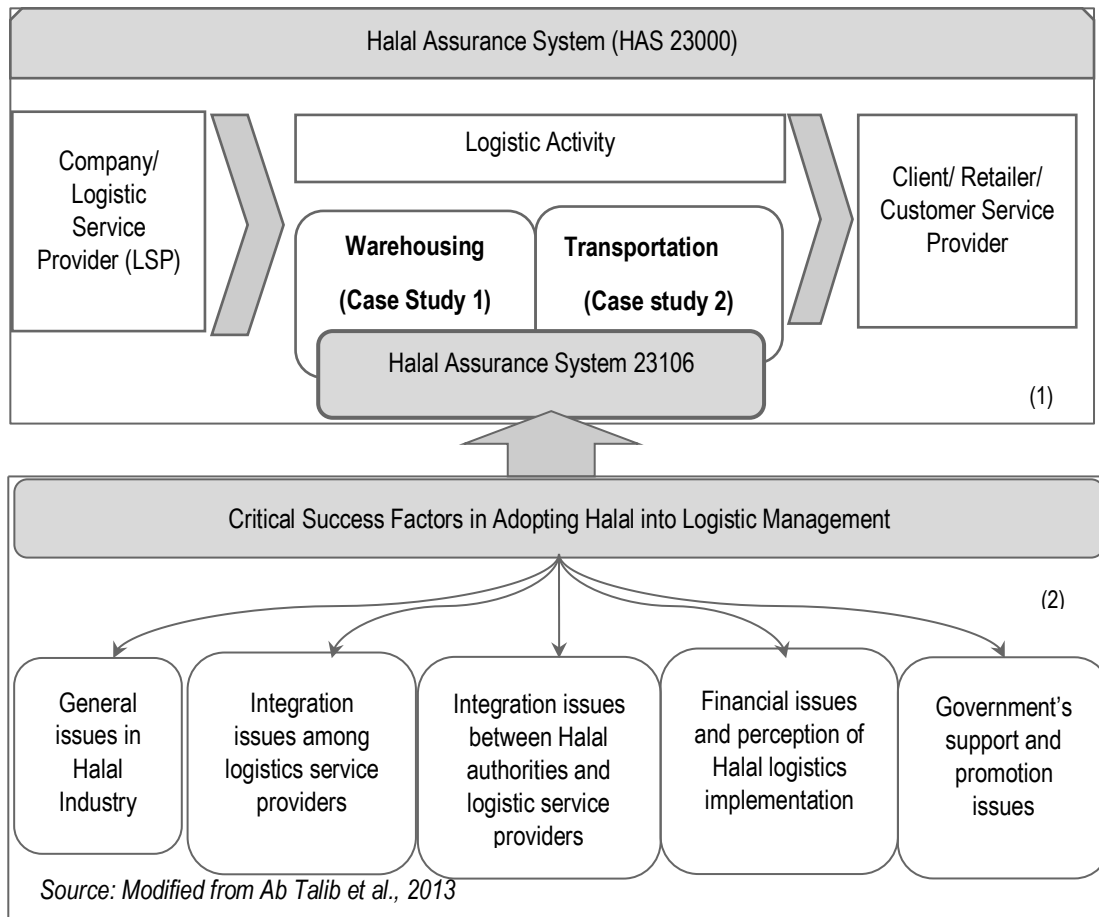 Halal Assurance System (HAS 23000)
Company/
Logistic
Service
Provider (LSP)
Logistic Activity
Client/ Retailer/
Customer Service
Provider
Warehousing
(Case Study 1)
Transportation
(Case study 2)
Halal Assurance System 23106
(1)
Critical Success Factors in Adopting Halal into Logistic Management
(2)
General
issues in
Halal
Industry
Integration
issues among
logistics service
providers
Integration issues
between Halal
authorities and
logistic service
providers
Financial issues
and perception of
Halal logistics
implementation
Government’s
support and
promotion
issues
Source: Modified from Ab Talib et al., 2013